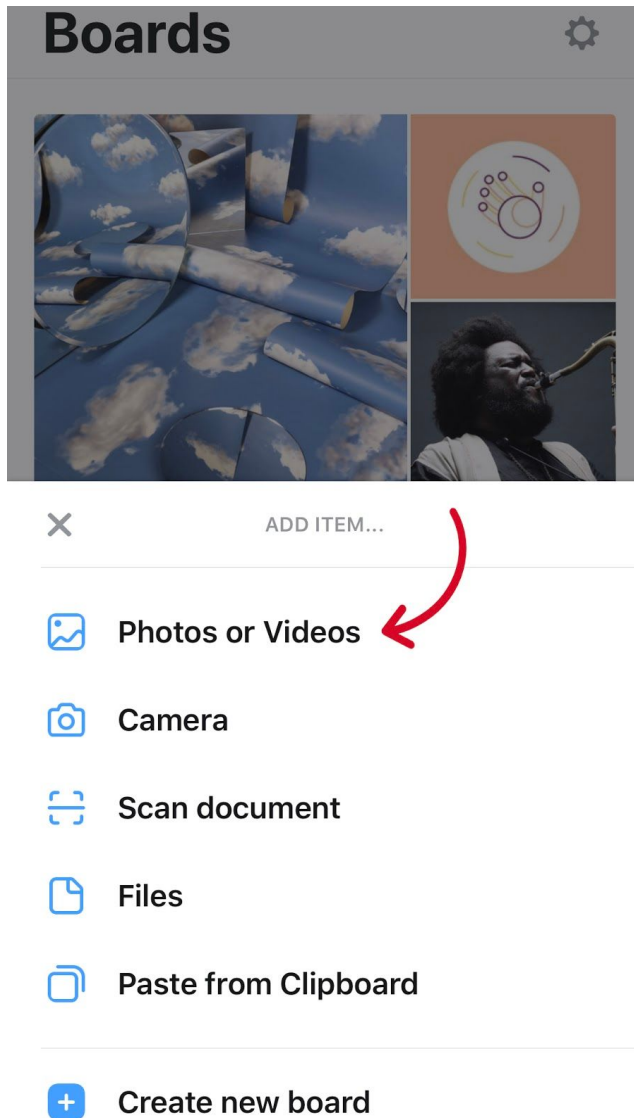 Boards
ADD ITEM...
Photos or Videos
Camera
Scan document
Files
Paste from Clipboard
Create new board